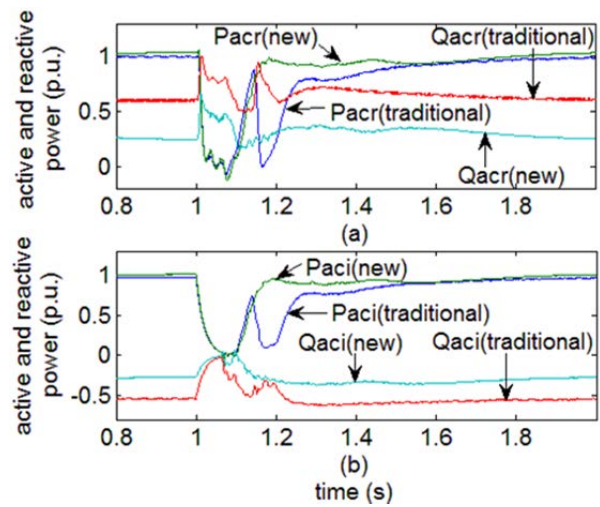 active and reactive
power (p.u.)
1
0.5
0
Pacr(new)
Qacr(traditional)
Pacr(traditional)
Qacr(new)
0.8
1
1.2
1.4
1.6
1.8
(a)
active and reactive
power (p.u.)
1
0.5
0
-0.5
Paci(new)
Paci(traditional)
Qaci(new)
Qaci(traditional)
0.8
1
1.2
1.4
1.6
1.8
(b)
time (s)